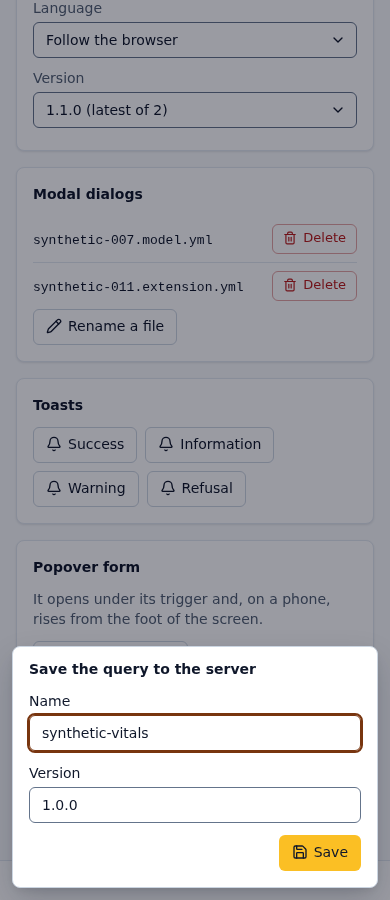 Language
Follow the browser
Version
1.1.0 (latest of 2)
Modal dialogs
synthetic-007.model.yml
Delete
synthetic-011.extension.yml
Delete
Rename a file
Toasts
Success
Information
Warning
Refusal
Popover form
It opens under its trigger and, on a phone,
rises from the foot of the screen.
Save the query to the server
Name
synthetic-vitals
Version
1.0.0
Save